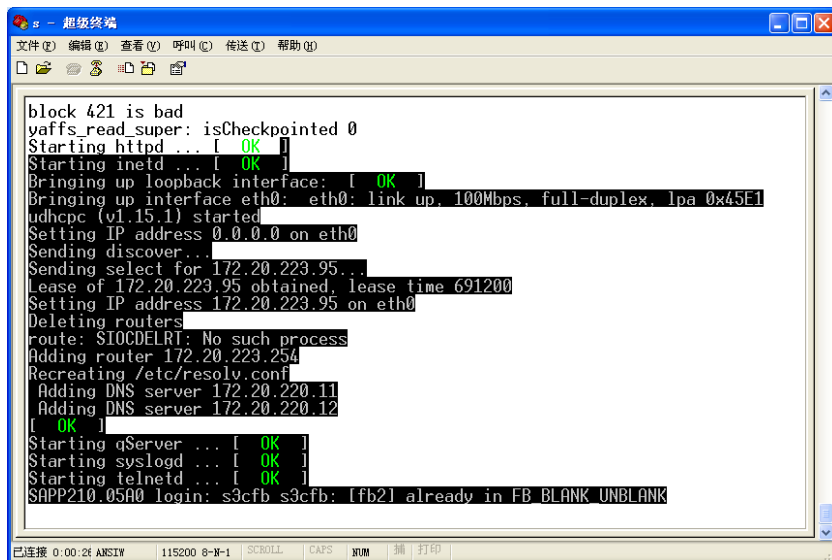 s - 超级终端
文件(F) 编辑(E) 查看(V) 呼叫(C) 传送(T) 帮助(H)
block 421 is bad
yaffs_read_super: isCheckpointed 0
Starting httpd ... [  OK  ]
Starting inetd ... [  OK  ]
Bringing up loopback interface:  [  OK  ]
Bringing up interface eth0:  eth0: link up, 100Mbps, full-duplex, lpa 0x45E1
udhcpc (v1.15.1) started
Setting IP address 0.0.0.0 on eth0
Sending discover...
Sending select for 172.20.223.95...
Lease of 172.20.223.95 obtained, lease time 691200
Setting IP address 172.20.223.95 on eth0
Deleting routers
route: SIOCDELRT: No such process
Adding router 172.20.223.254
Recreating /etc/resolv.conf
 Adding DNS server 172.20.220.11
 Adding DNS server 172.20.220.12
[  OK  ]
Starting qServer ... [  OK  ]
Starting syslogd ... [  OK  ]
Starting telnetd ... [  OK  ]
SAPP210.05A0 login: s3cfb s3cfb: [fb2] already in FB_BLANK_UNBLANK
已连接 0:00:26 ANSIW 115200 8-N-1 SCROLL CAPS NUM 捕 打印